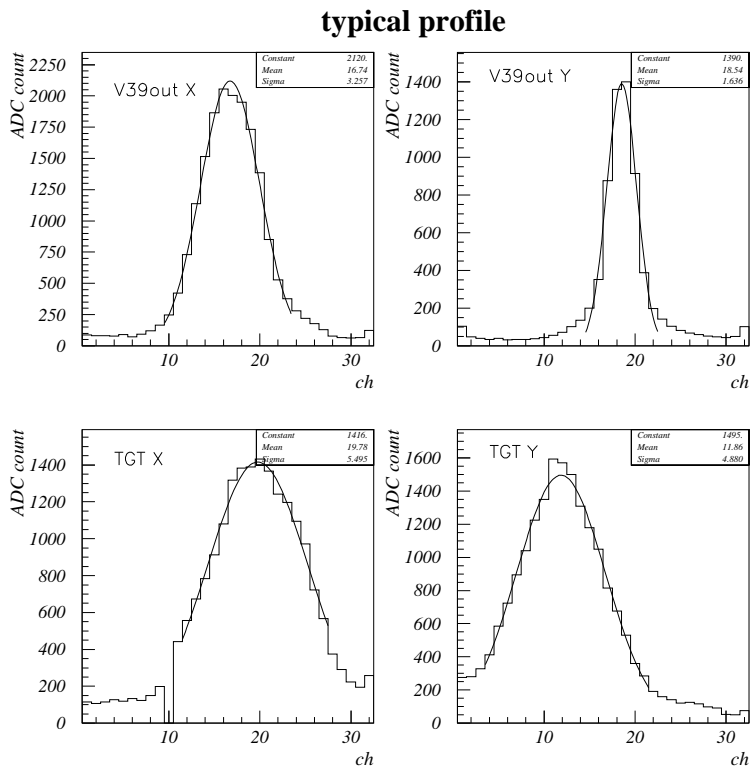 typical profile
ADC count
2250
2000
1750
1500
1250
1000
750
500
250
0
V39out X
Constant 2120.
Mean 16.74
Sigma 3.257
10 20 30
ch
ADC count
1400
1200
1000
800
600
400
200
0
V39out Y
Constant 1390.
Mean 18.54
Sigma 1.636
10 20 30
ch
ADC count
1400
1200
1000
800
600
400
200
0
TGT X
Constant 1416.
Mean 19.78
Sigma 5.495
10 20 30
ch
ADC count
1600
1400
1200
1000
800
600
400
200
0
TGT Y
Constant 1495.
Mean 11.86
Sigma 4.880
10 20 30
ch